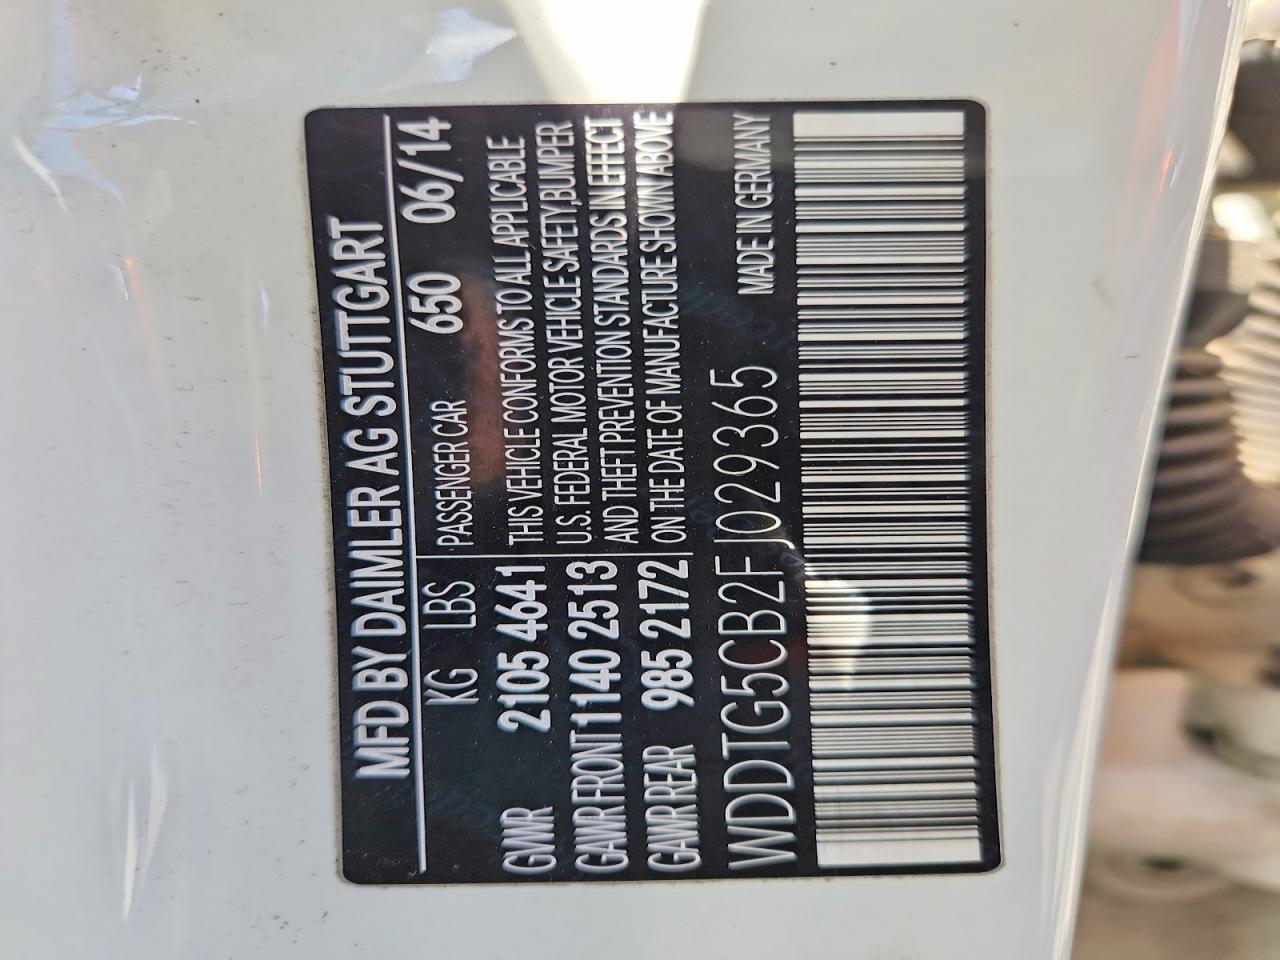 MFD BY DAIMLER AG STUTTGART
KG LBS PASSENGER CAR 650 06/14
GVWR 2105 4641 THIS VEHICLE CONFORMS TO ALL APPLICABLE
U.S. FEDERAL MOTOR VEHICLE SAFETY,BUMPER
GAWR FRONT 1140 2513 AND THEFT PREVENTION STANDARDS IN EFFECT
GAWR REAR 985 2172 ON THE DATE OF MANUFACTURE SHOWN ABOVE
WDDTG5CB2FJ029365 MADE IN GERMANY